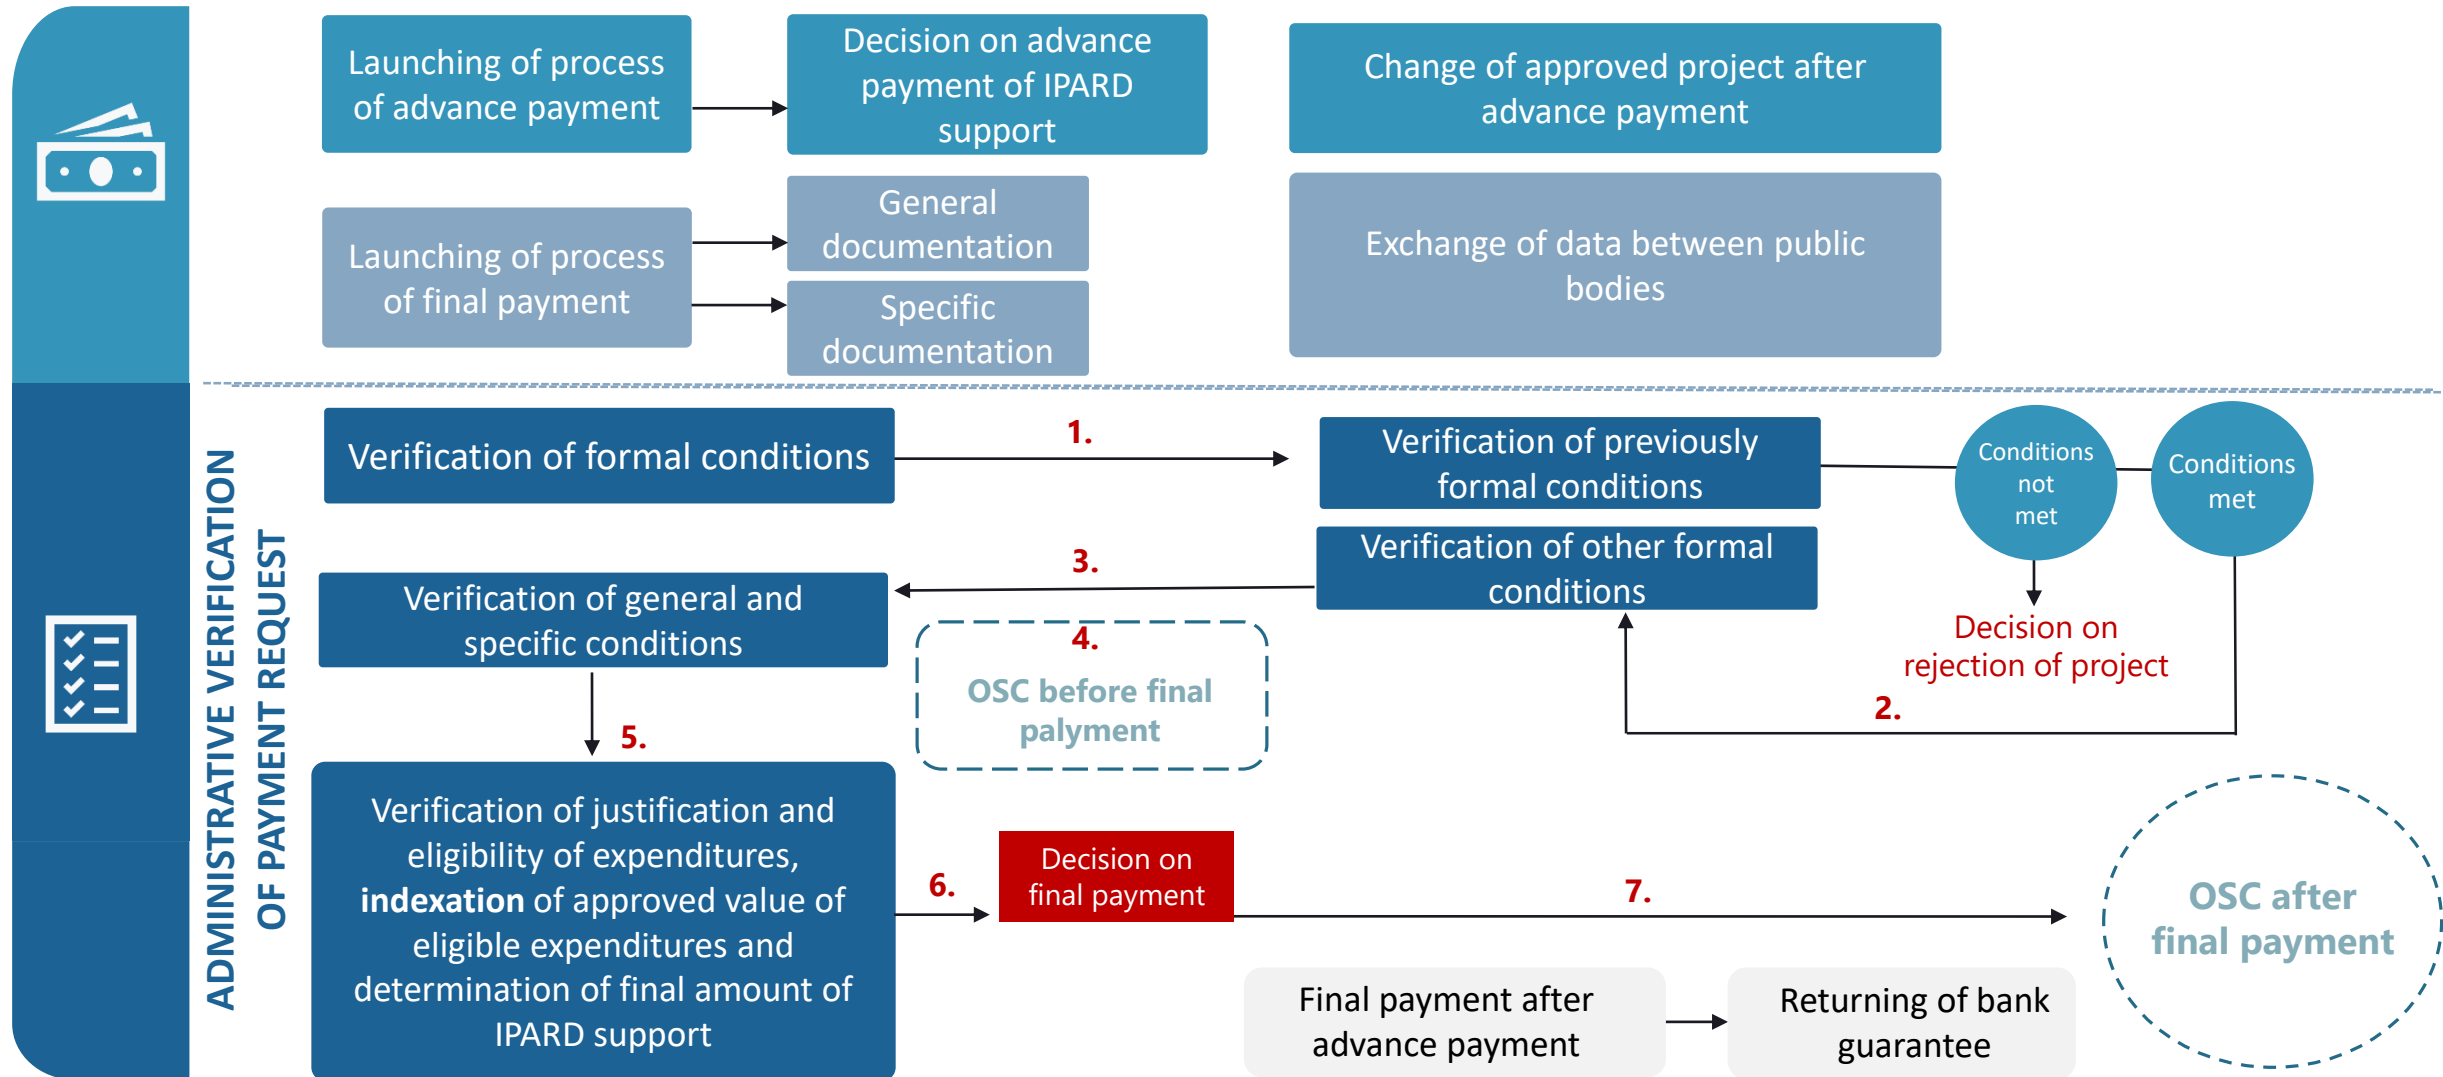 Launching of process
of advance payment
Decision on advance
payment of IPARD
support
Change of approved project after
advance payment
Launching of process
of final payment
General
documentation
Specific
documentation
Exchange of data between public
bodies
ADMINISTRATIVE VERIFICATION
OF PAYMENT REQUEST
Verification of formal conditions
1.
Verification of previously
formal conditions
Conditions
not
met
Conditions
met
Decision on
rejection of project
2.
Verification of other formal
conditions
3.
Verification of general and
specific conditions
4.
OSC before final
palyment
5.
Verification of justification and
eligibility of expenditures,
indexation of approved value of
eligible expenditures and
determination of final amount of
IPARD support
6.
Decision on
final payment
7.
OSC after
final payment
Final payment after
advance payment
Returning of bank
guarantee